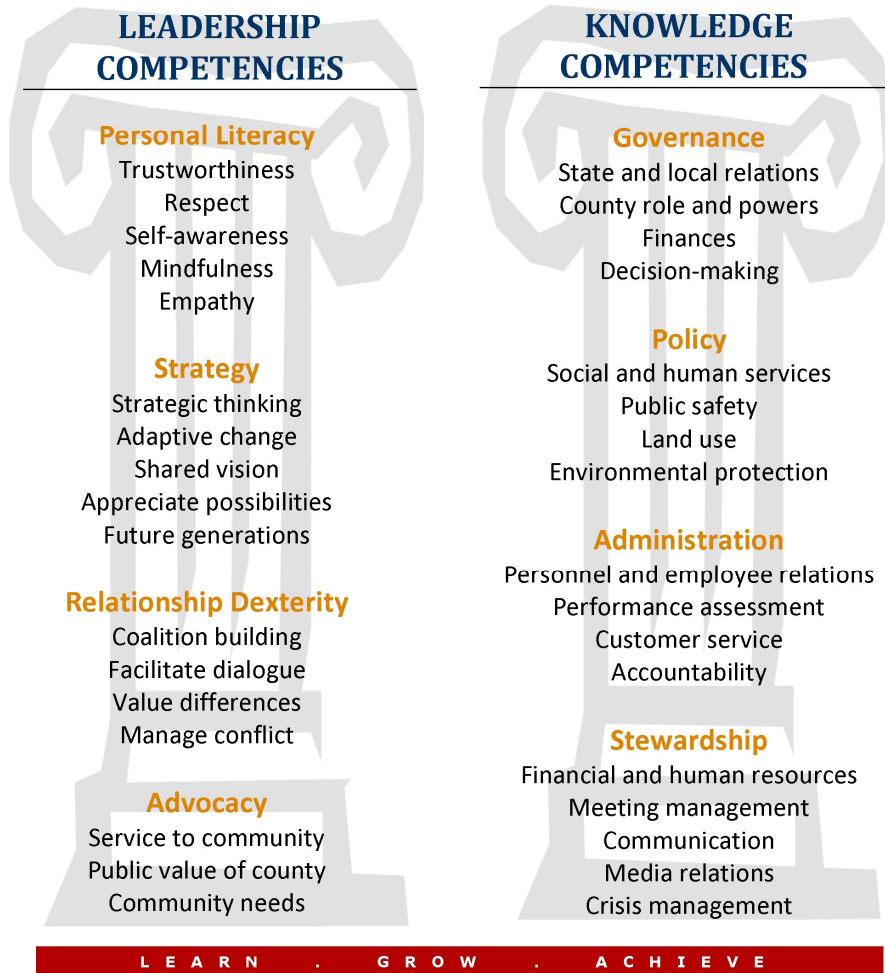 LEADERSHIP
COMPETENCIES
Personal Literacy
Trustworthiness
Respect
Self-awareness
Mindfulness
Empathy
Strategy
Strategic thinking
Adaptive change
Shared vision
Appreciate possibilities
Future generations
Relationship Dexterity
Coalition building
Facilitate dialogue
Value differences
Manage conflict
Advocacy
Service to community
Public value of county
Community needs
KNOWLEDGE
COMPETENCIES
Governance
State and local relations
County role and powers
Finances
Decision-making
Policy
Social and human services
Public safety
Land use
Environmental protection
Administration
Personnel and employee relations
Performance assessment
Customer service
Accountability
Stewardship
Financial and human resources
Meeting management
Communication
Media relations
Crisis management
LEARN . GROW . ACHIEVE